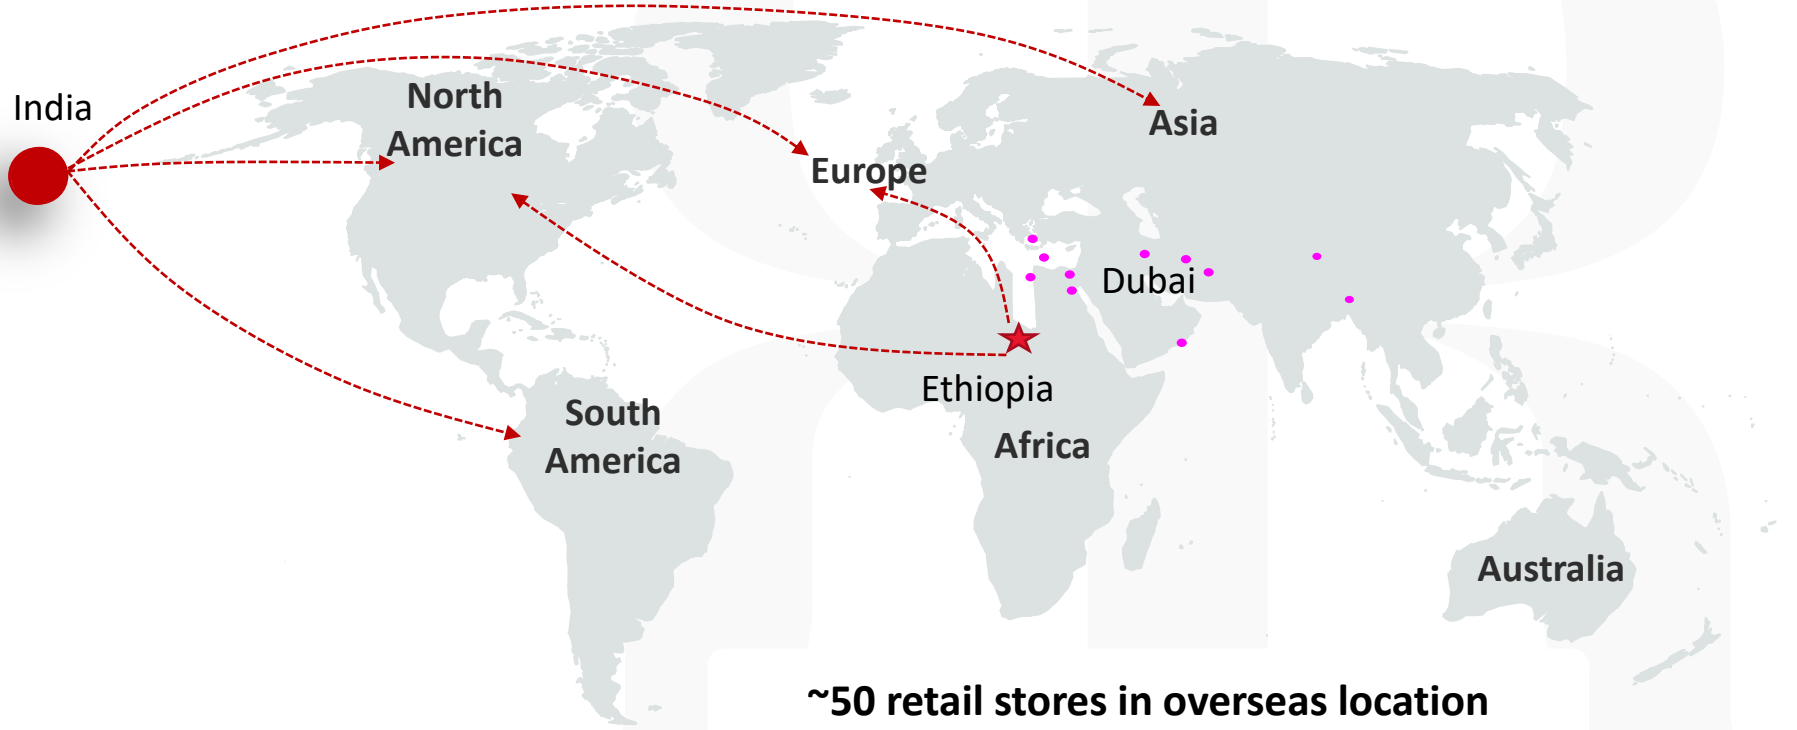 India
North
America
Asia
Europe
Dubai
Ethiopia
South
America
Africa
Australia
~50 retail stores in overseas location